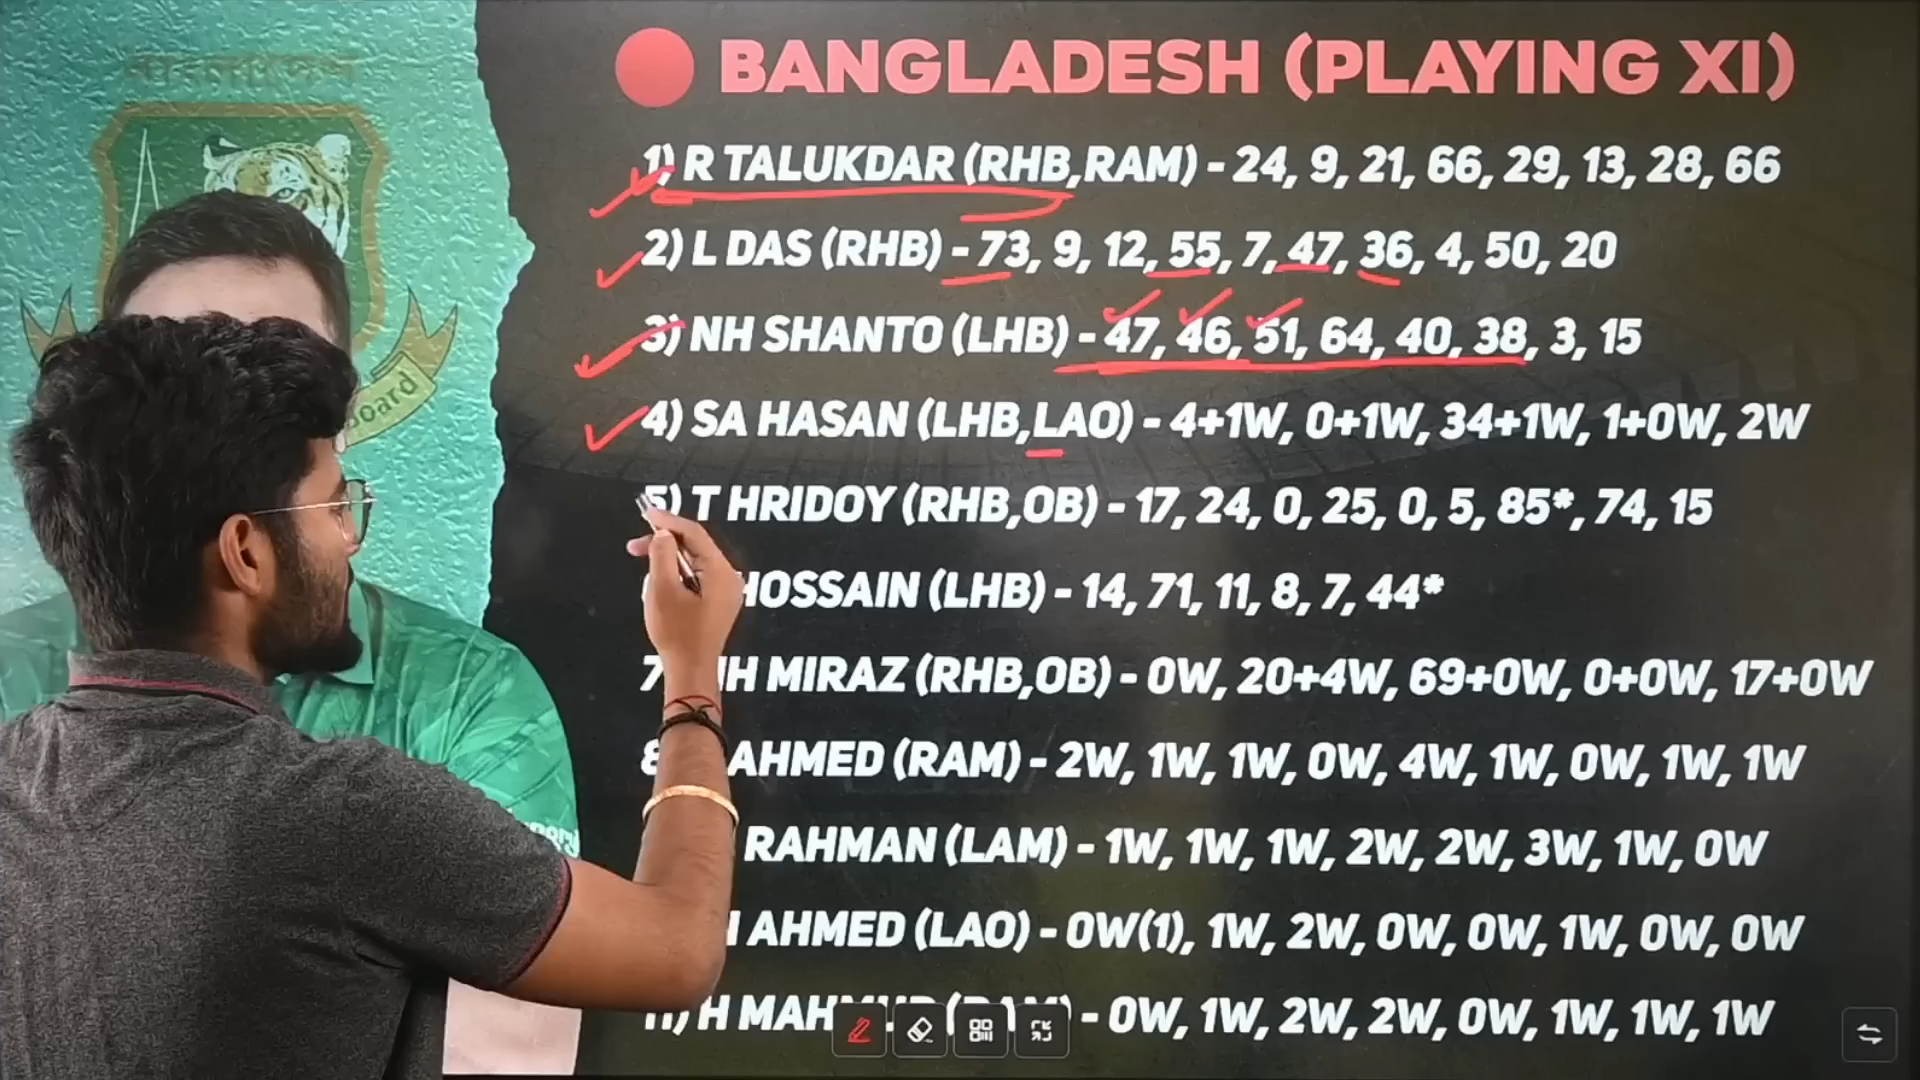 BANGLADESH (PLAYING XI)
1) R TALUKDAR (RHB,RAM) - 24, 9, 21, 66, 29, 13, 28, 66
2) L DAS (RHB) - 73, 9, 12, 55, 7, 47, 36, 4, 50, 20
3) NH SHANTO (LHB) - 47, 46, 51, 64, 40, 38, 3, 15
4) SA HASAN (LHB,LAO) - 4+1W, 0+1W, 34+1W, 1+0W, 2W
5) T HRIDOY (RHB,OB) - 17, 24, 0, 25, 0, 5, 85*, 74, 15
HOSSAIN (LHB) - 14, 71, 11, 8, 7, 44*
7 MIRAZ (RHB,OB) - 0W, 20+4W, 69+0W, 0+0W, 17+0W
8 AHMED (RAM) - 2W, 1W, 1W, 0W, 4W, 1W, 0W, 1W, 1W
RAHMAN (LAM) - 1W, 1W, 1W, 2W, 2W, 3W, 1W, 0W
AHMED (LAO) - 0W(1), 1W, 2W, 0W, 0W, 1W, 0W, 0W
11) H - 0W, 1W, 2W, 2W, 0W, 1W, 1W, 1W
Board